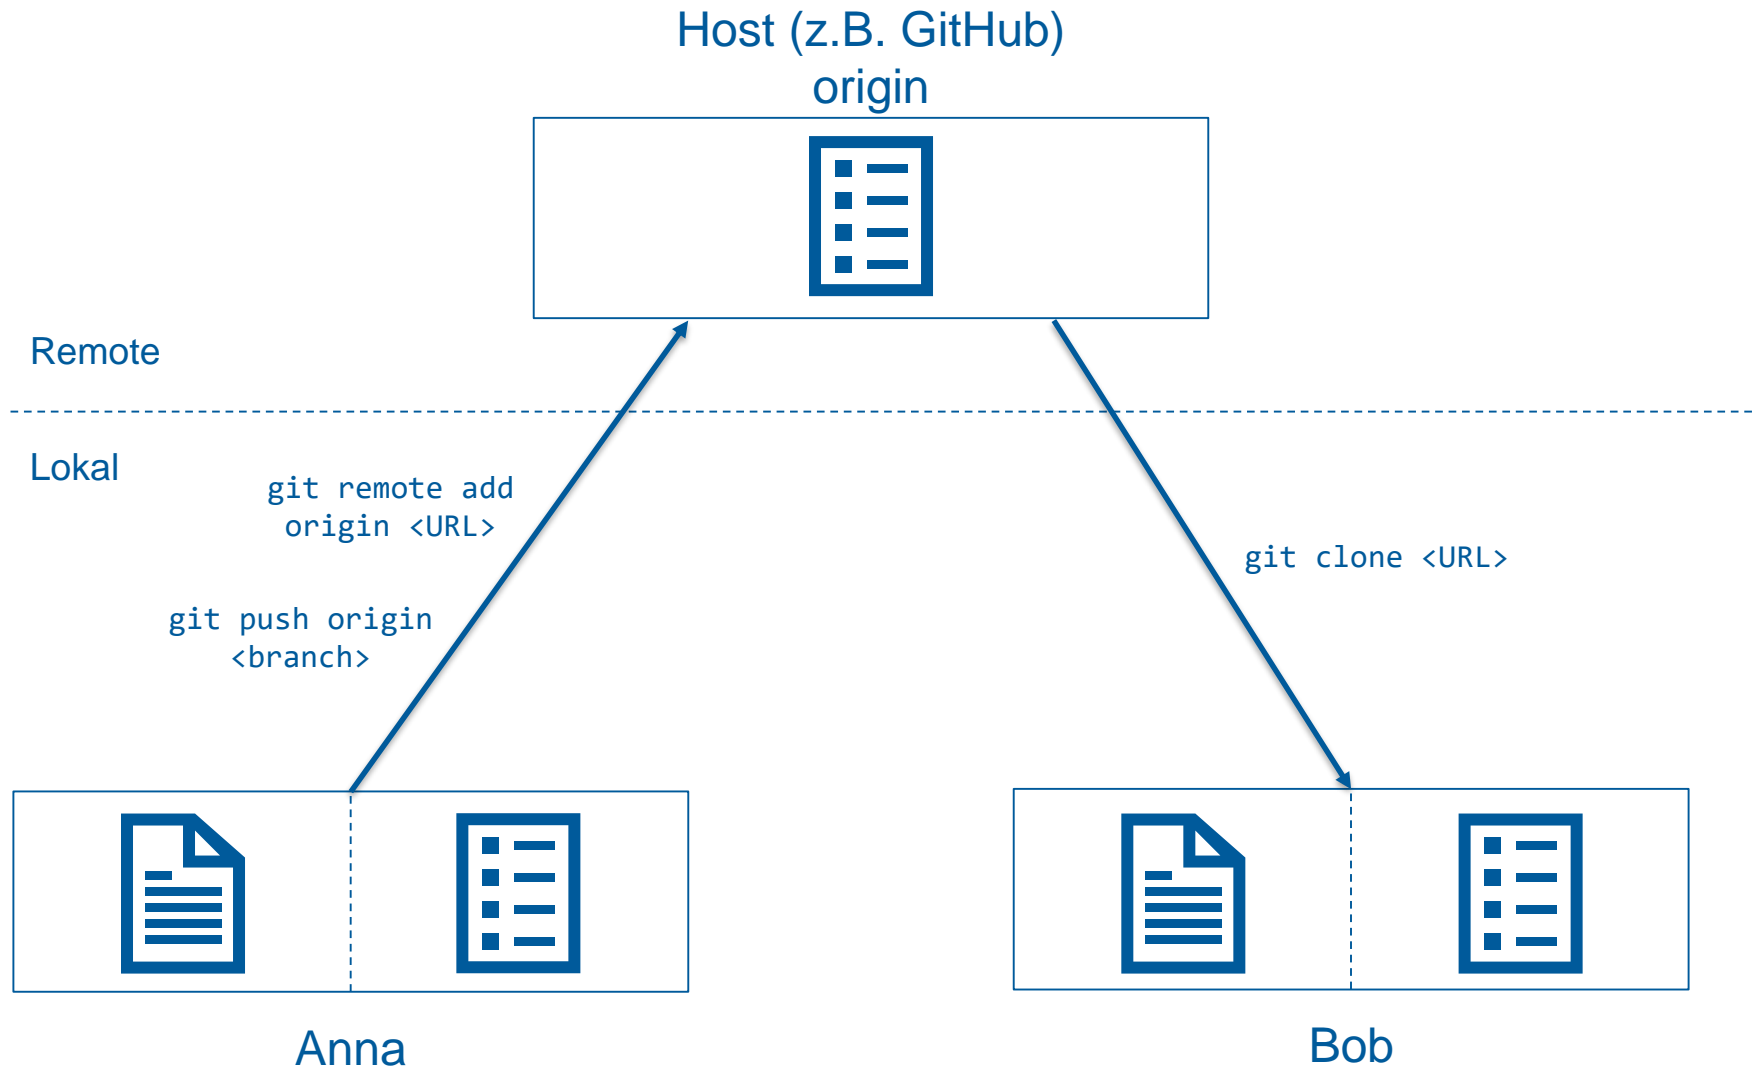 Host (z.B. GitHub)
origin
Remote
Lokal
git remote add
origin <URL>
git clone <URL>
git push origin
<branch>
Anna
Bob